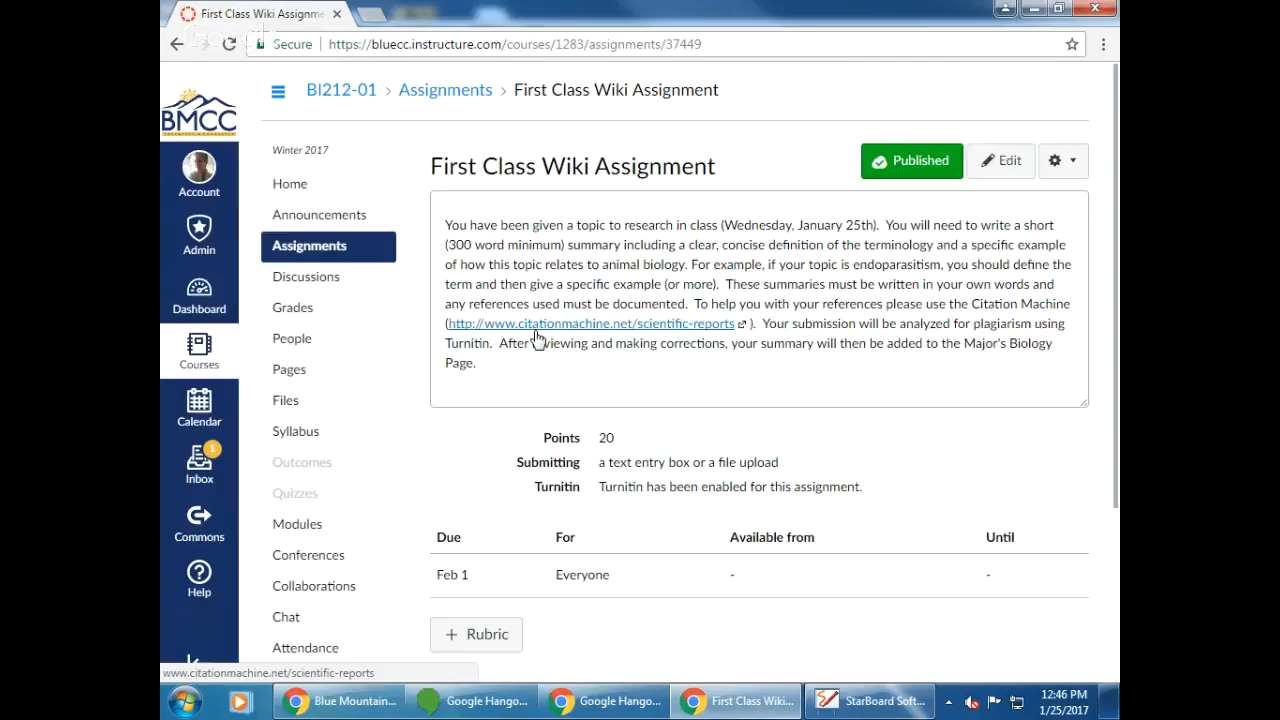 First Class Wiki Assignme
Secure
https://bluecc.instructure.com/courses/1283/assignments/37449
BMCC
BI212-01 > Assignments > First Class Wiki Assignment
Winter 2017
Account
Admin
Dashboard
Courses
Calendar
1
Inbox
Commons
Help
Home
Announcements
Assignments
Discussions
Grades
People
Pages
Files
Syllabus
Outcomes
Quizzes
Modules
Conferences
Collaborations
Chat
Attendance
First Class Wiki Assignment
Published
Edit
You have been given a topic to research in class (Wednesday, January 25th). You will need to write a short
(300 word minimum) summary including a clear, concise definition of the terminology and a specific example
of how this topic relates to animal biology. For example, if your topic is endoparasitism, you should define the
term and then give a specific example (or more). These summaries must be written in your own words and
any references used must be documented. To help you with your references please use the Citation Machine
(http://www.citationmachine.net/scientific-reports ). Your submission will be analyzed for plagiarism using
Turnitin. After viewing and making corrections, your summary will then be added to the Major's Biology
Page.
Points 20
Submitting a text entry box or a file upload
Turnitin Turnitin has been enabled for this assignment.
Due For Available from Until
Feb 1 Everyone - -
+ Rubric
www.citationmachine.net/scientific-reports
Blue Mountain...
Google Hango...
Google Hango...
First Class Wiki...
StarBoard Soft...
12:46 PM
1/25/2017